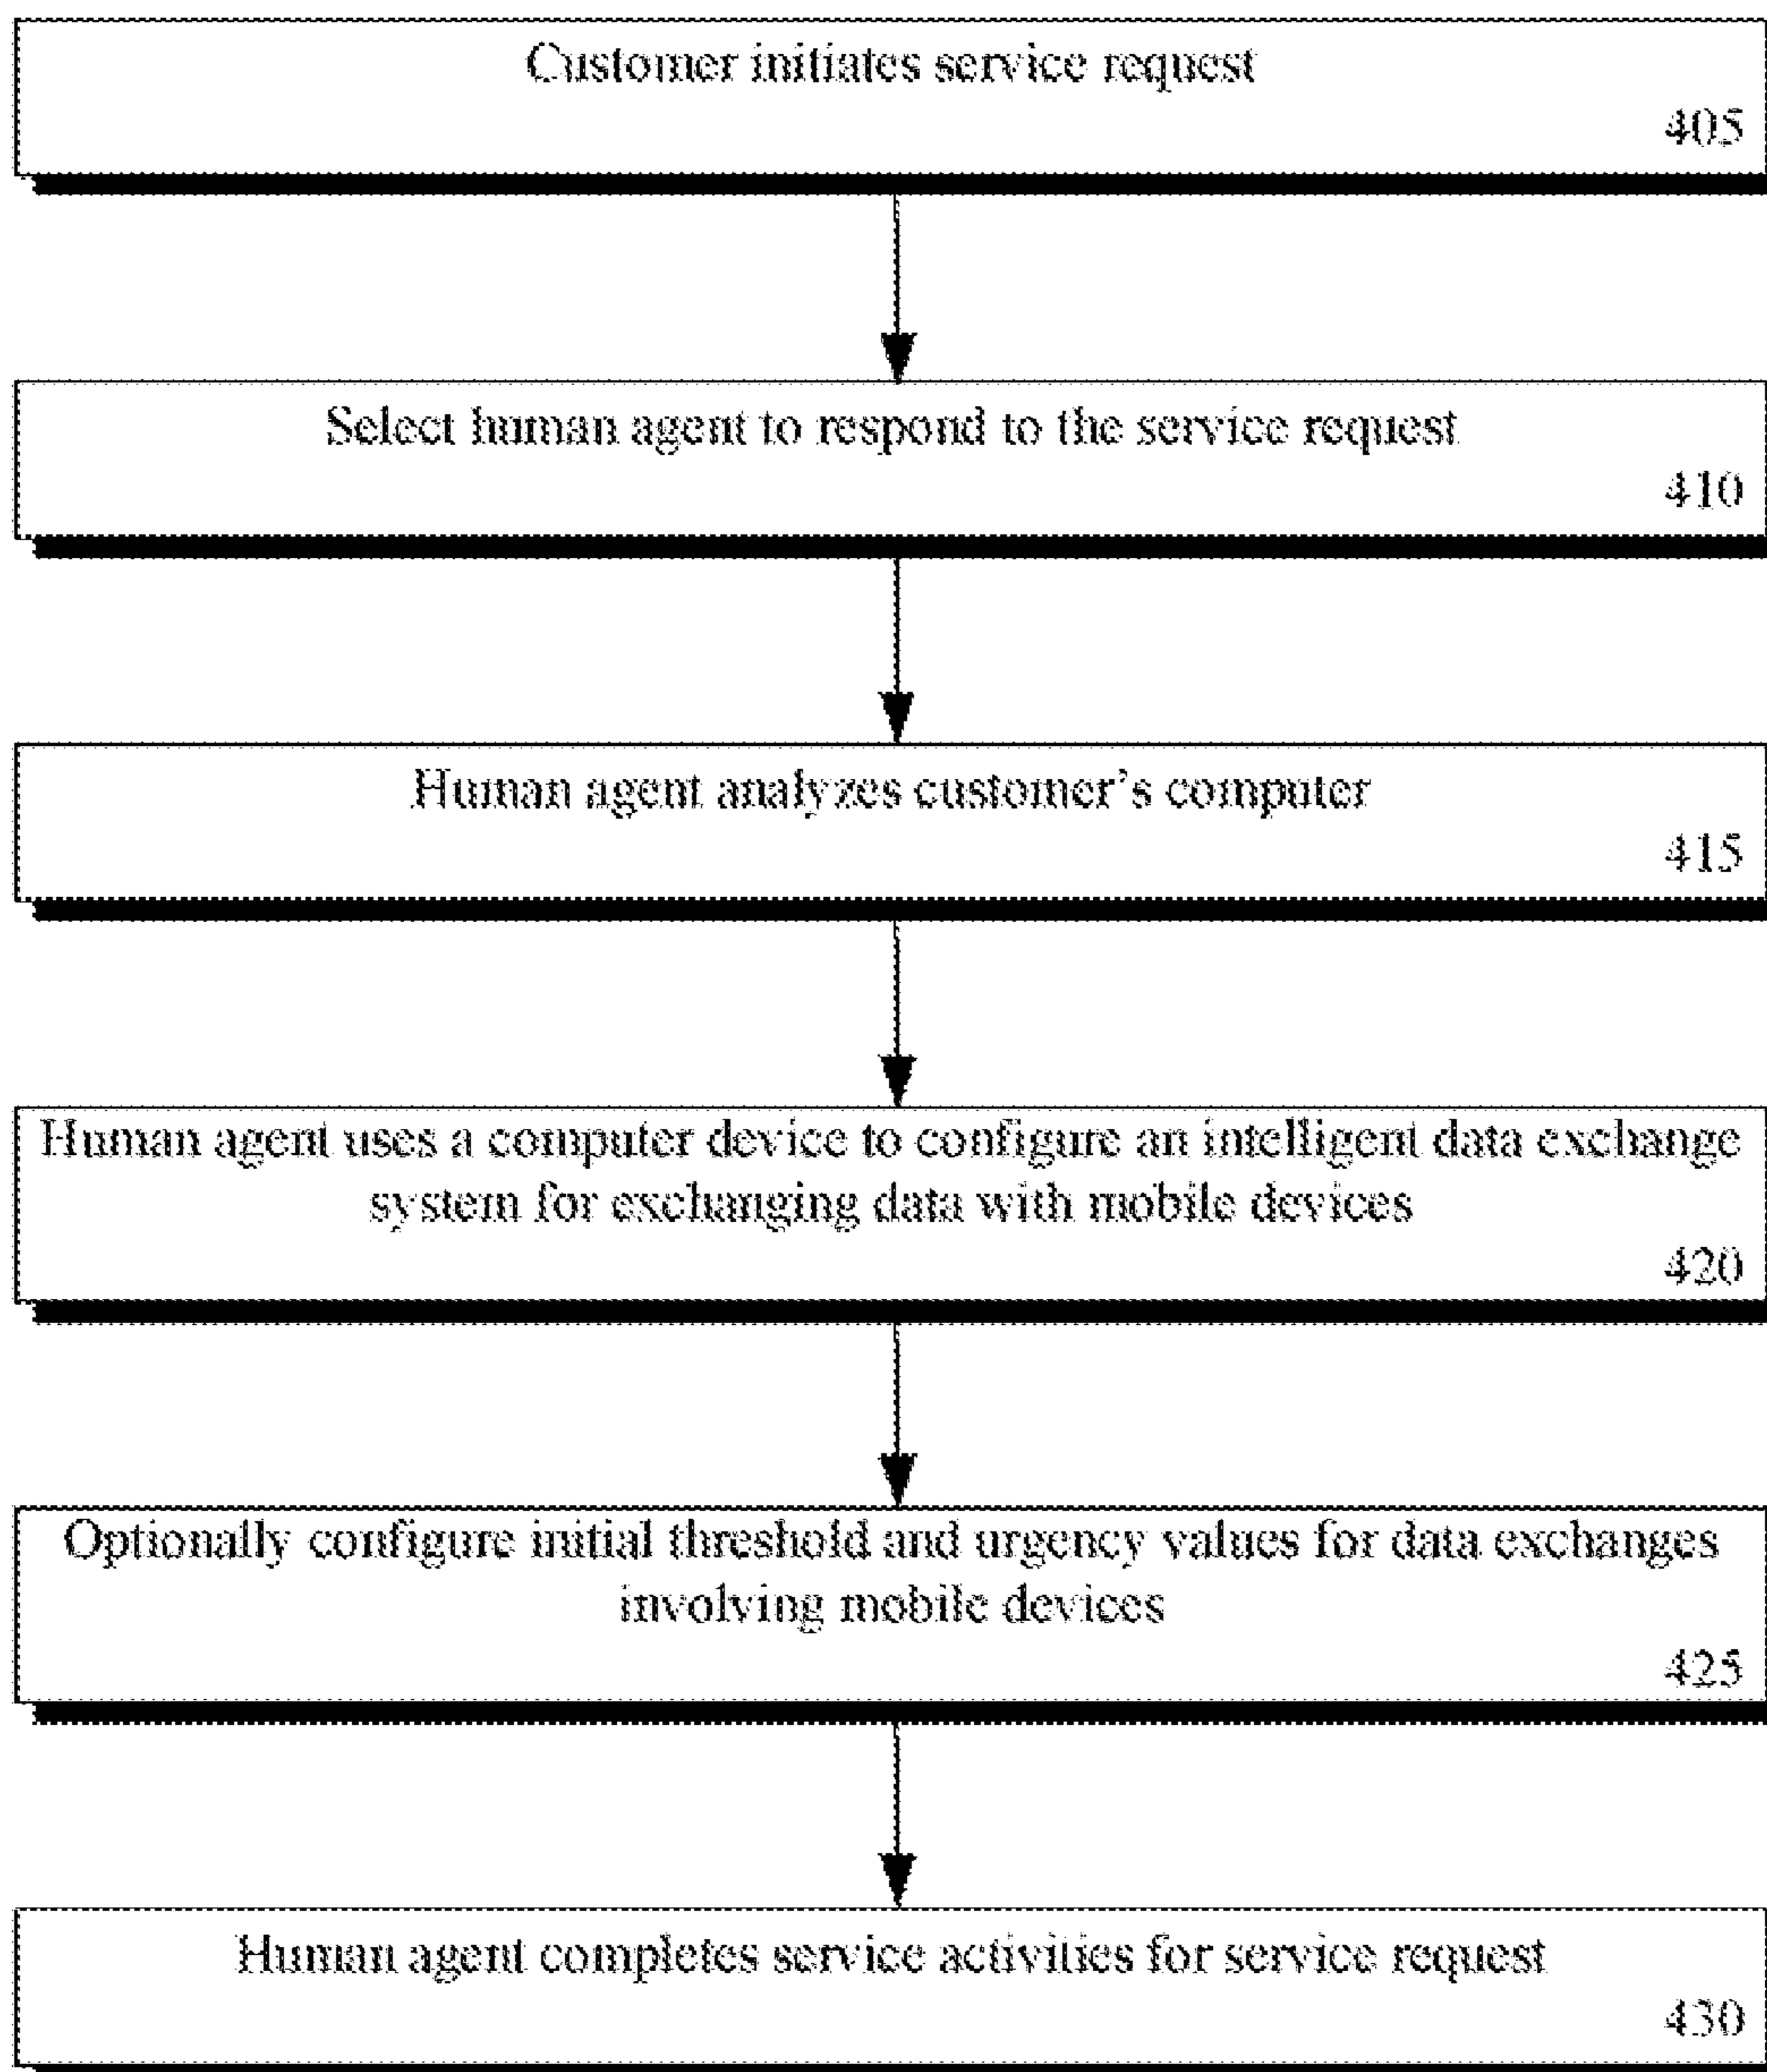 Customer initiates service request
405
Select human agent to respond to the service request
410
Human agent analyzes customer's computer
415
Human agent uses a computer device to configure an intelligent data exchange
system for exchanging data with mobile devices
420
Optionally configure initial threshold and urgency values for data exchanges
involving mobile devices
425
Human agent completes service activities for service request
430